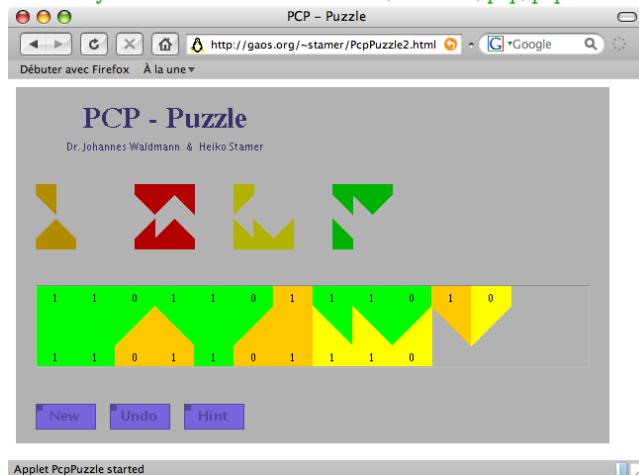 PCP – Puzzle
http://gaos.org/~stamer/PcpPuzzle2.html
Google
Débuter avec Firefox À la une
PCP - Puzzle
Dr. Johannes Waldmann & Heiko Stamer
1 1 0 1 1 0 1 1 1 0 1 0
1 1 0 1 1 0 1 1 1 0
New Undo Hint
Applet PcpPuzzle started